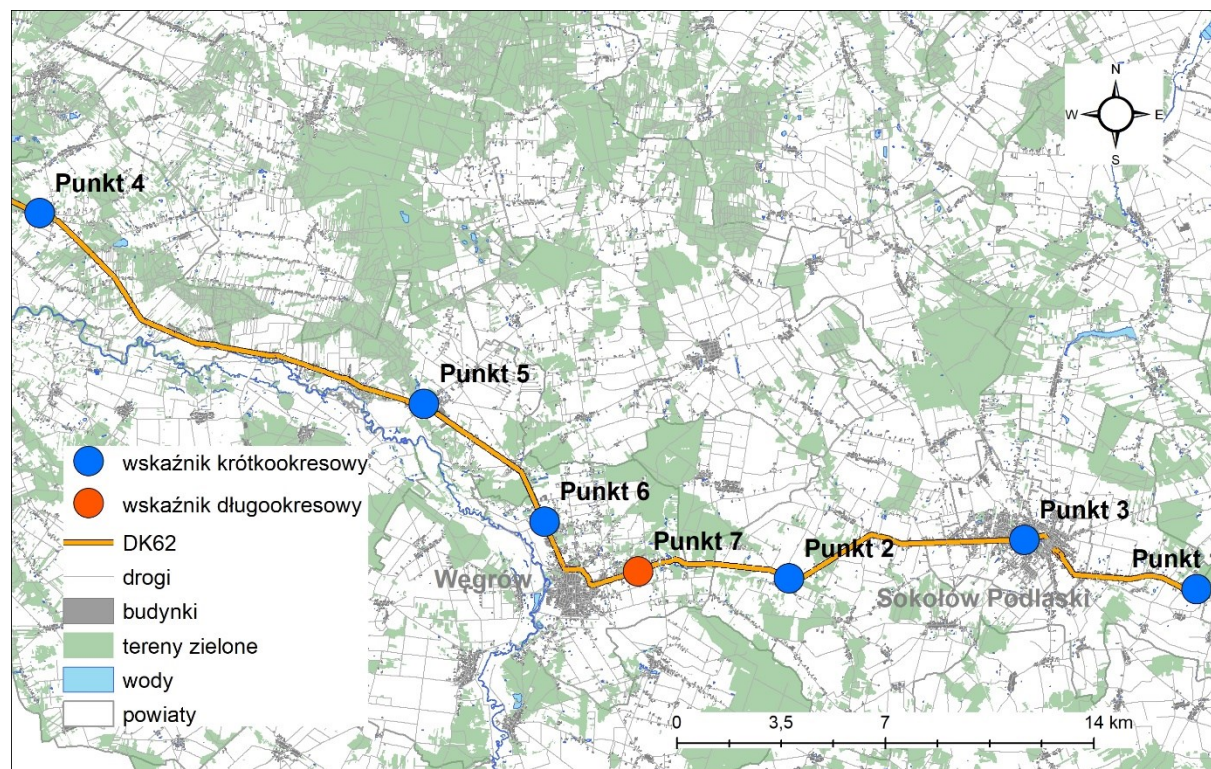 N
W E
S
Punkt 4
Punkt 5
Punkt 6
Punkt 7
Punkt 2
Punkt 3
Punkt
Węgrów
Sokołów Podlaski
wskaźnik krótkookresowy
wskaźnik długookresowy
DK62
drogi
budynki
tereny zielone
wody
powiaty
0 3,5 7 14 km